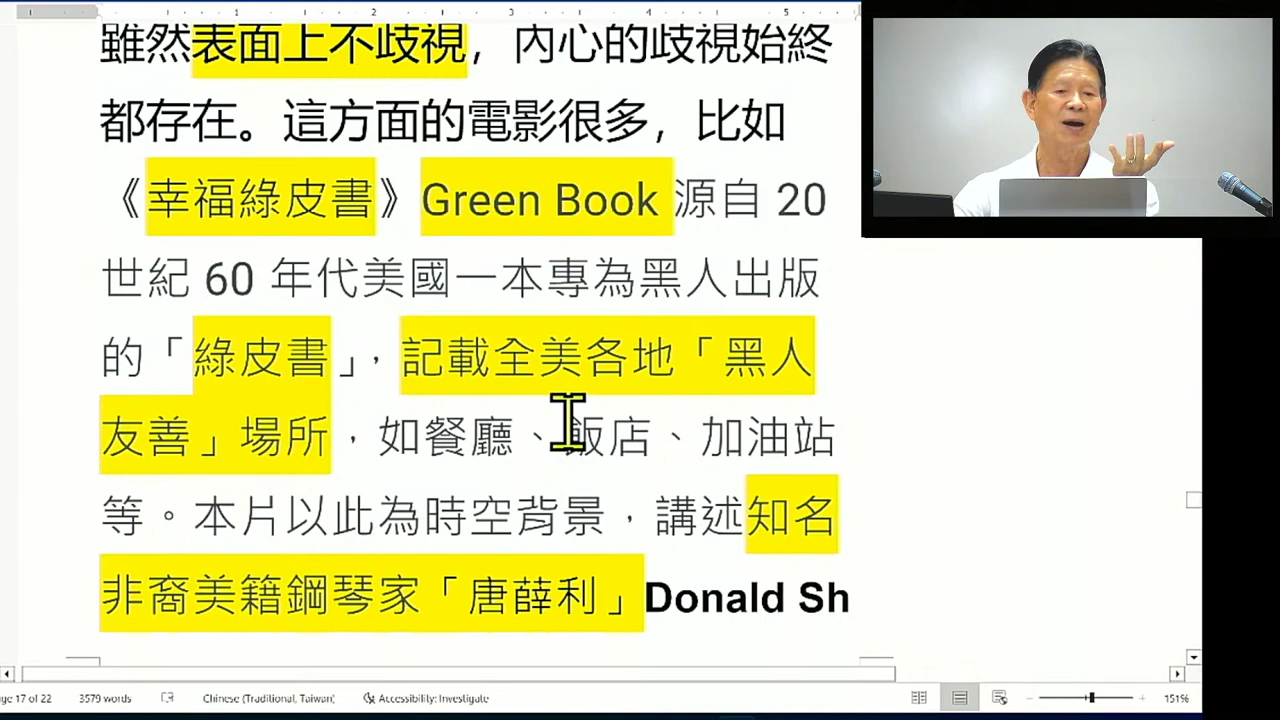 雖然表面上不歧視，內心的歧視始終
都存在。這方面的電影很多，比如
《幸福綠皮書》Green Book 源自 20
世紀 60 年代美國一本專為黑人出版
的「綠皮書」，記載全美各地「黑人
友善」場所，如餐廳、飯店、加油站
等。本片以此為時空背景，講述知名
非裔美籍鋼琴家「唐薛利」Donald Sh
ge 17 of 22 3579 words Chinese (Traditional, Taiwan) Accessibility: Investigate 151%